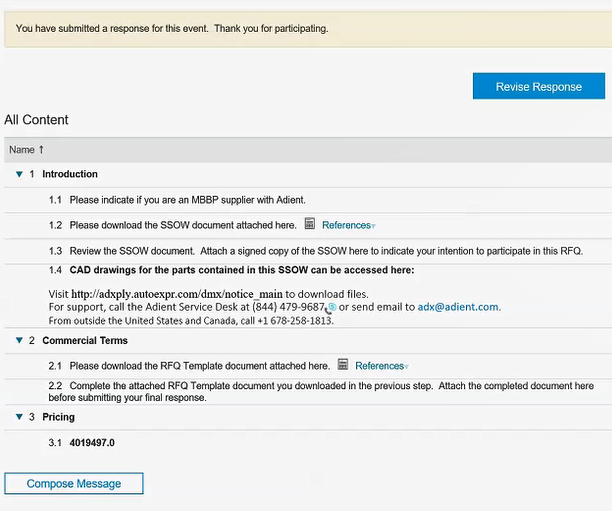 You have submitted a response for this event. Thank you for participating.
Revise Response
All Content
Name ↑
▼ 1 Introduction
1.1 Please indicate if you are an MBBP supplier with Adient.
1.2 Please download the SSOW document attached here. References▿
1.3 Review the SSOW document. Attach a signed copy of the SSOW here to indicate your intention to participate in this RFQ.
1.4 CAD drawings for the parts contained in this SSOW can be accessed here:
Visit http://adxply.autoexpr.com/dmx/notice_main to download files.
For support, call the Adient Service Desk at (844) 479-9687 or send email to adx@adient.com.
From outside the United States and Canada, call +1 678-258-1813.
▼ 2 Commercial Terms
2.1 Please download the RFQ Template document attached here. References▿
2.2 Complete the attached RFQ Template document you downloaded in the previous step. Attach the completed document here
before submitting your final response.
▼ 3 Pricing
3.1 4019497.0
Compose Message